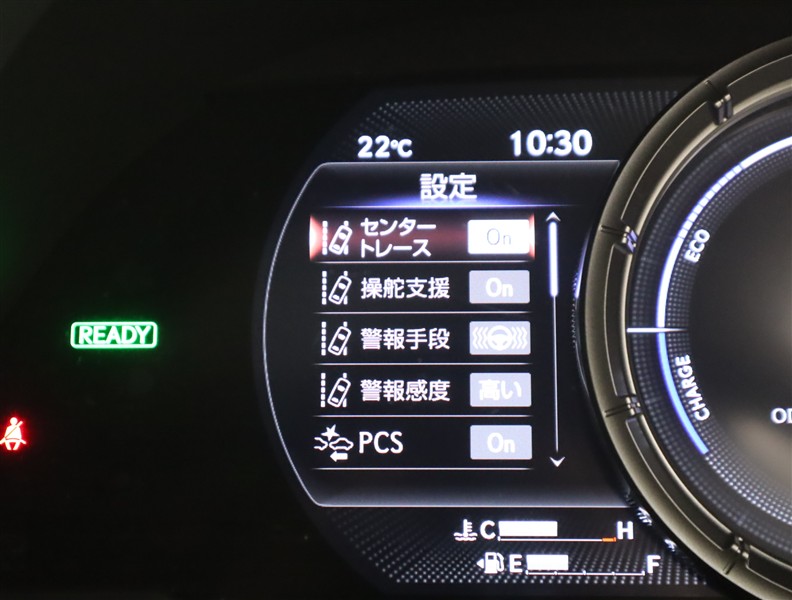 22℃ 10:30
設定
センター
トレース On
操舵支援 On
READY
警報手段
警報感度 高い
PCS On
ECO
CHARGE
C H
E F